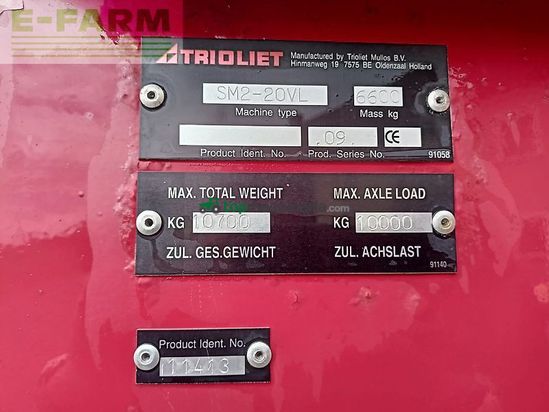 E-FARM
TRIOLIET
Manufactured by Trioliet Mullos B.V.
Hinmanweg 19 7575 BE Oldenzaal Holland
SM2-20VL 6600
Machine type Mass kg
.09. CE
Product Ident. No. Prod. Series No. 91058
MAX. TOTAL WEIGHT MAX. AXLE LOAD
KG 10700 KG 10000
ZUL. GES.GEWICHT ZUL. ACHSLAST
91140
Product Ident. No.
11413